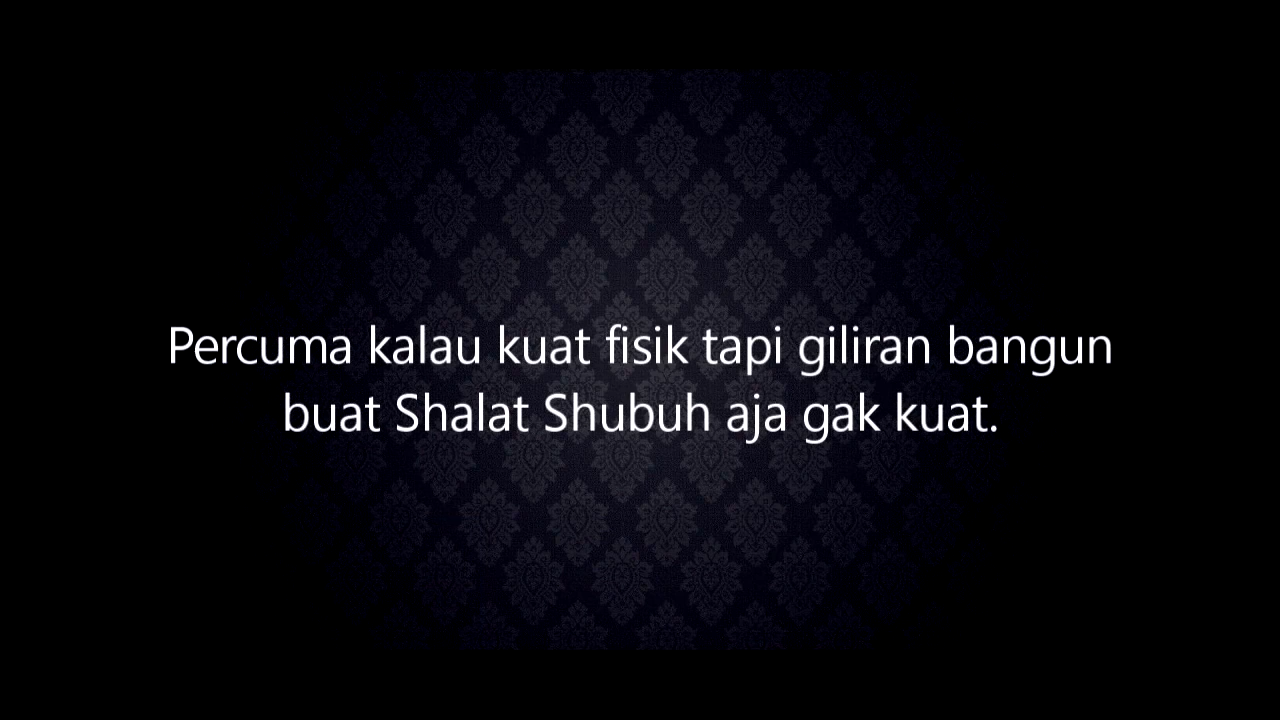 Percuma kalau kuat fisik tapi giliran bangun
buat Shalat Shubuh aja gak kuat.